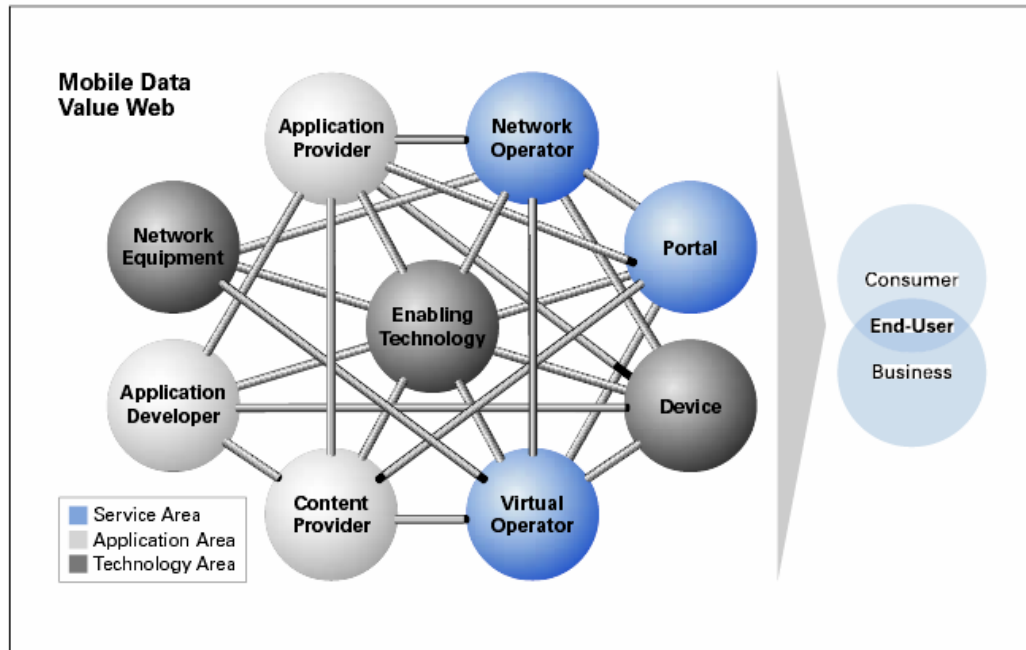 Mobile Data
Value Web
Application
Provider
Network
Operator
Network
Equipment
Portal
Enabling
Technology
Application
Developer
Device
Content
Provider
Virtual
Operator
Service Area
Application Area
Technology Area
Consumer
End-User
Business